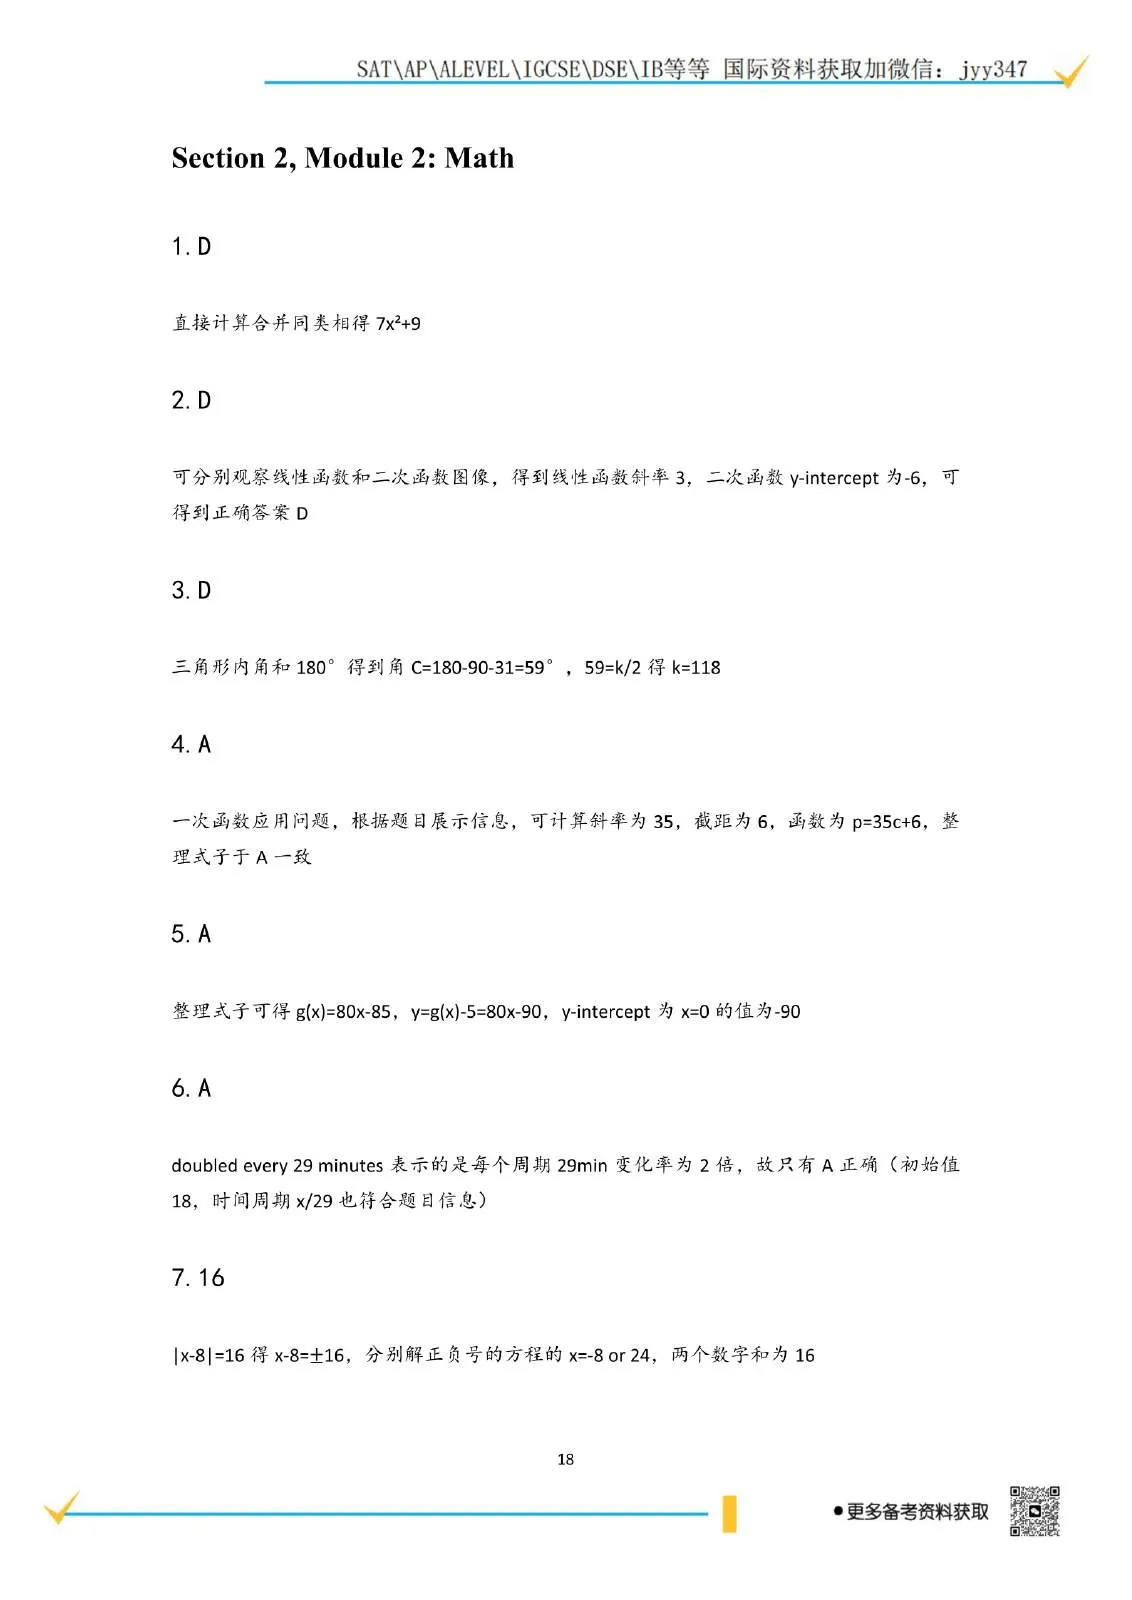 SAT\AP\ALEVEL\IGCSE\DSE\IB等等 国际资料获取加微信：jyy347
Section 2, Module 2: Math
1. D
直接计算合并同类相得 7x²+9
2. D
可分别观察线性函数和二次函数图像，得到线性函数斜率 3，二次函数 y-intercept 为-6，可
得到正确答案 D
3. D
三角形内角和 180°得到角 C=180-90-31=59°，59=k/2 得 k=118
4. A
一次函数应用问题，根据题目展示信息，可计算斜率为 35，截距为 6，函数为 p=35c+6，整
理式子于 A 一致
5. A
整理式子可得 g(x)=80x-85，y=g(x)-5=80x-90，y-intercept 为 x=0 的值为-90
6. A
doubled every 29 minutes 表示的是每个周期 29min 变化率为 2 倍，故只有 A 正确（初始值
18，时间周期 x/29 也符合题目信息）
7. 16
|x-8|=16 得 x-8=±16，分别解正负号的方程的 x=-8 or 24，两个数字和为 16
18
●更多备考资料获取